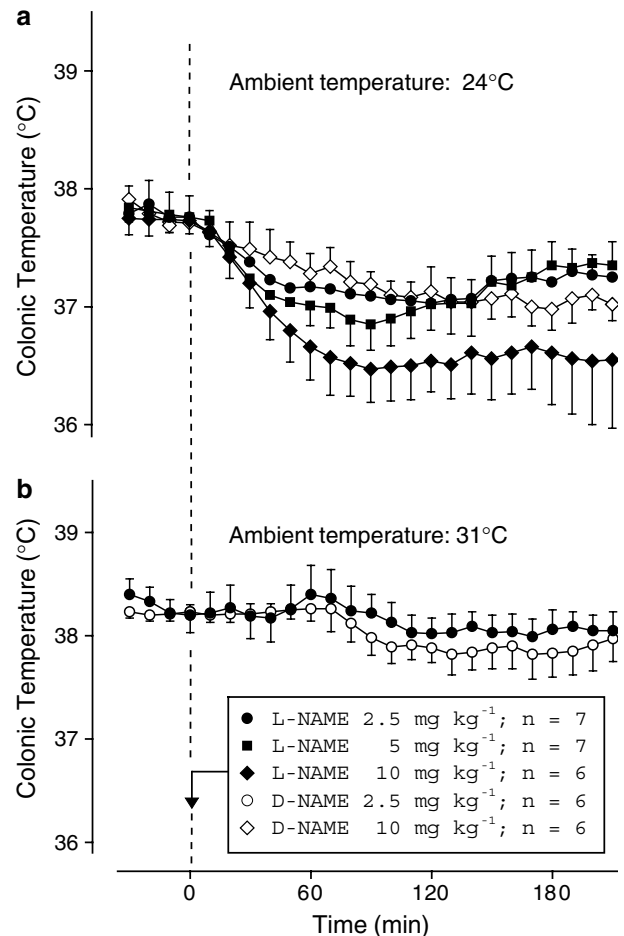 a
39
Ambient temperature: 24°C
38
37
36
Colonic Temperature (°C)
b
39
Ambient temperature: 31°C
38
37
36
Colonic Temperature (°C)
L-NAME 2.5 mg kg⁻¹; n = 7
L-NAME 5 mg kg⁻¹; n = 7
L-NAME 10 mg kg⁻¹; n = 6
D-NAME 2.5 mg kg⁻¹; n = 6
D-NAME 10 mg kg⁻¹; n = 6
0 60 120 180
Time (min)